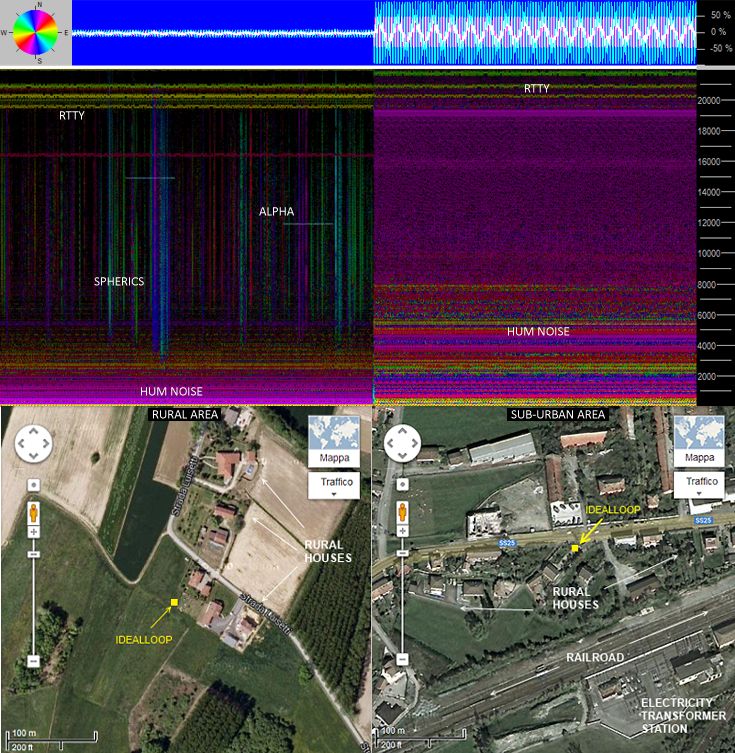 N
W
E
S
50 %
0 %
-50 %
RTTY
RTTY
20000
18000
16000
14000
ALPHA
12000
10000
SPHERICS
8000
6000
HUM NOISE
4000
HUM NOISE
2000
RURAL AREA
SUB-URBAN AREA
Mappa
Traffico
Mappa
Traffico
Strada Luisetti
IDEALLOOP
SS25
SS25
RURAL
HOUSES
RURAL
HOUSES
Strada Luisetti
IDEALLOOP
RAILROAD
ELECTRICITY
TRANSFORMER
STATION
100 m
200 ft
100 m
200 ft